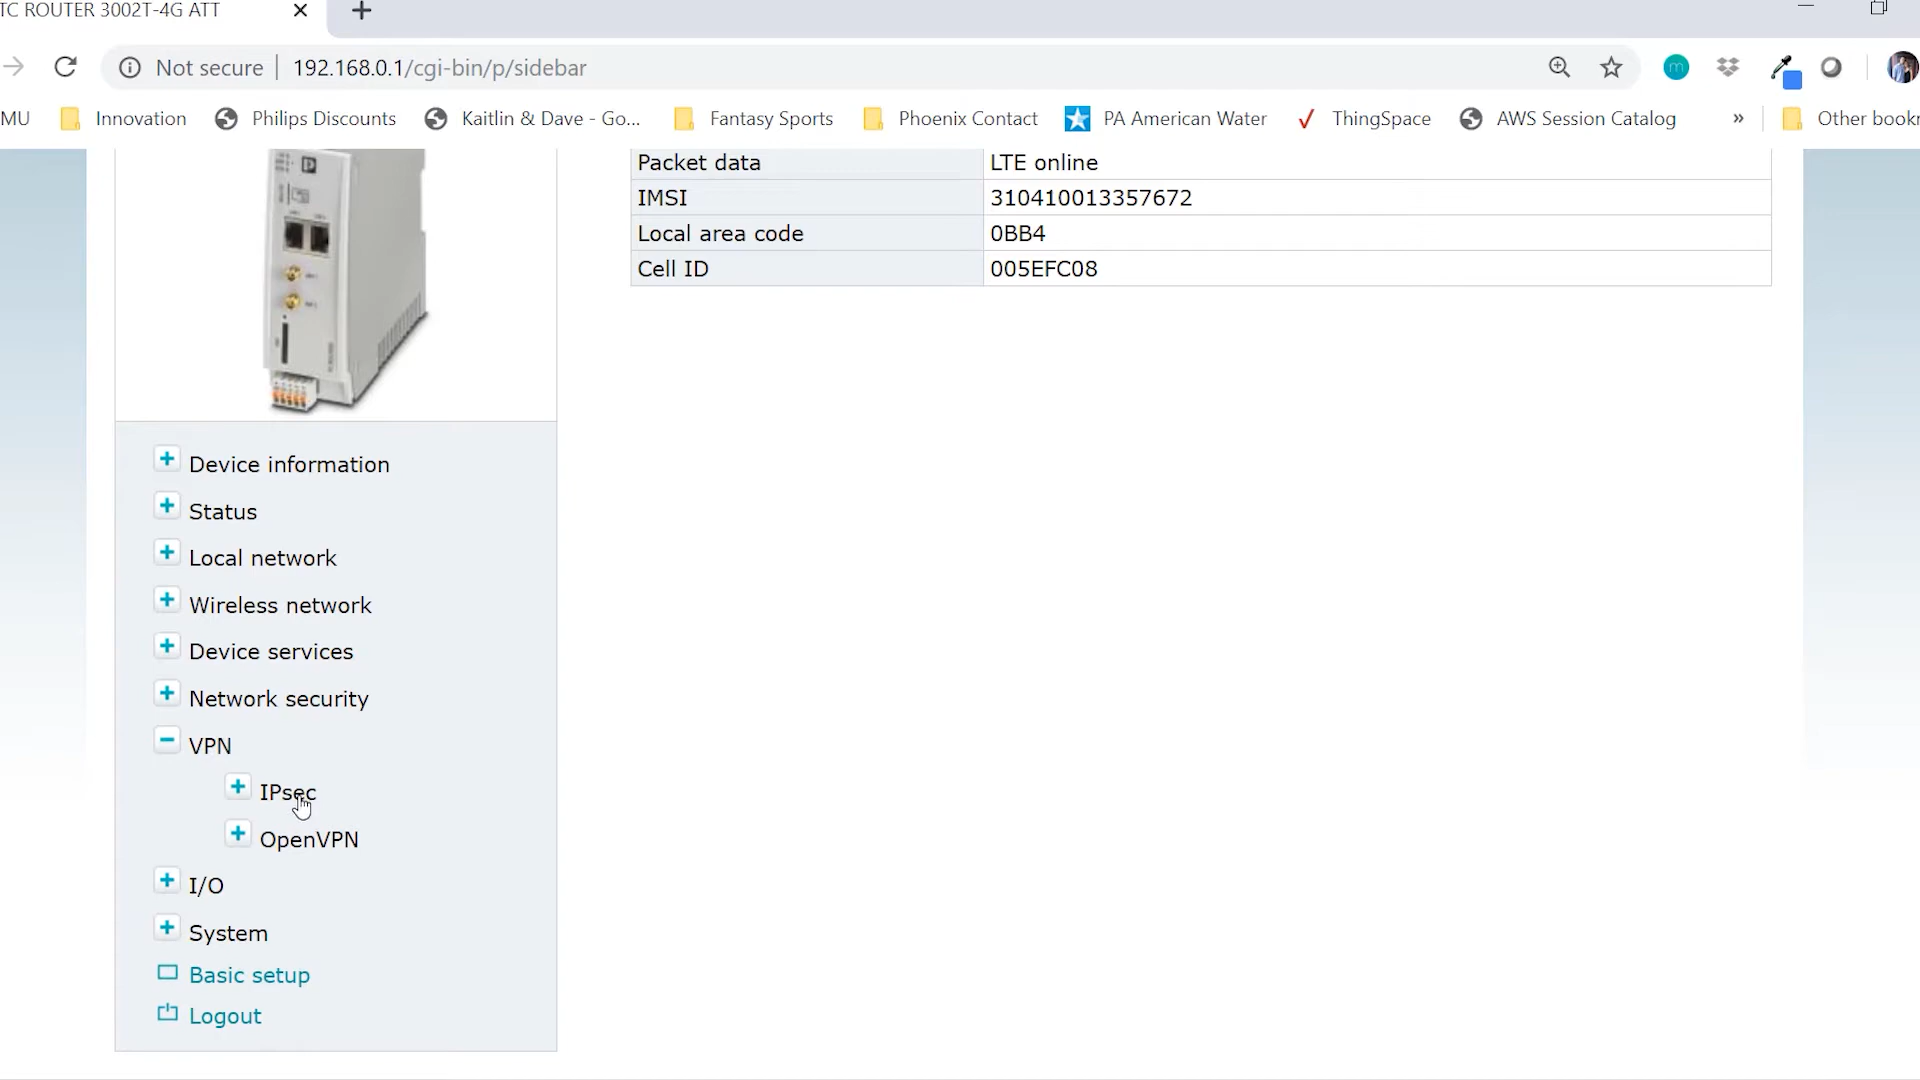 TC ROUTER 3002T-4G ATT
Not secure 192.168.0.1/cgi-bin/p/sidebar
MU Innovation Philips Discounts Kaitlin & Dave - Go... Fantasy Sports Phoenix Contact PA American Water ThingSpace AWS Session Catalog » Other bookr
Packet data LTE online
IMSI 310410013357672
Local area code 0BB4
Cell ID 005EFC08
Device information
Status
Local network
Wireless network
Device services
Network security
VPN
IPsec
OpenVPN
I/O
System
Basic setup
Logout